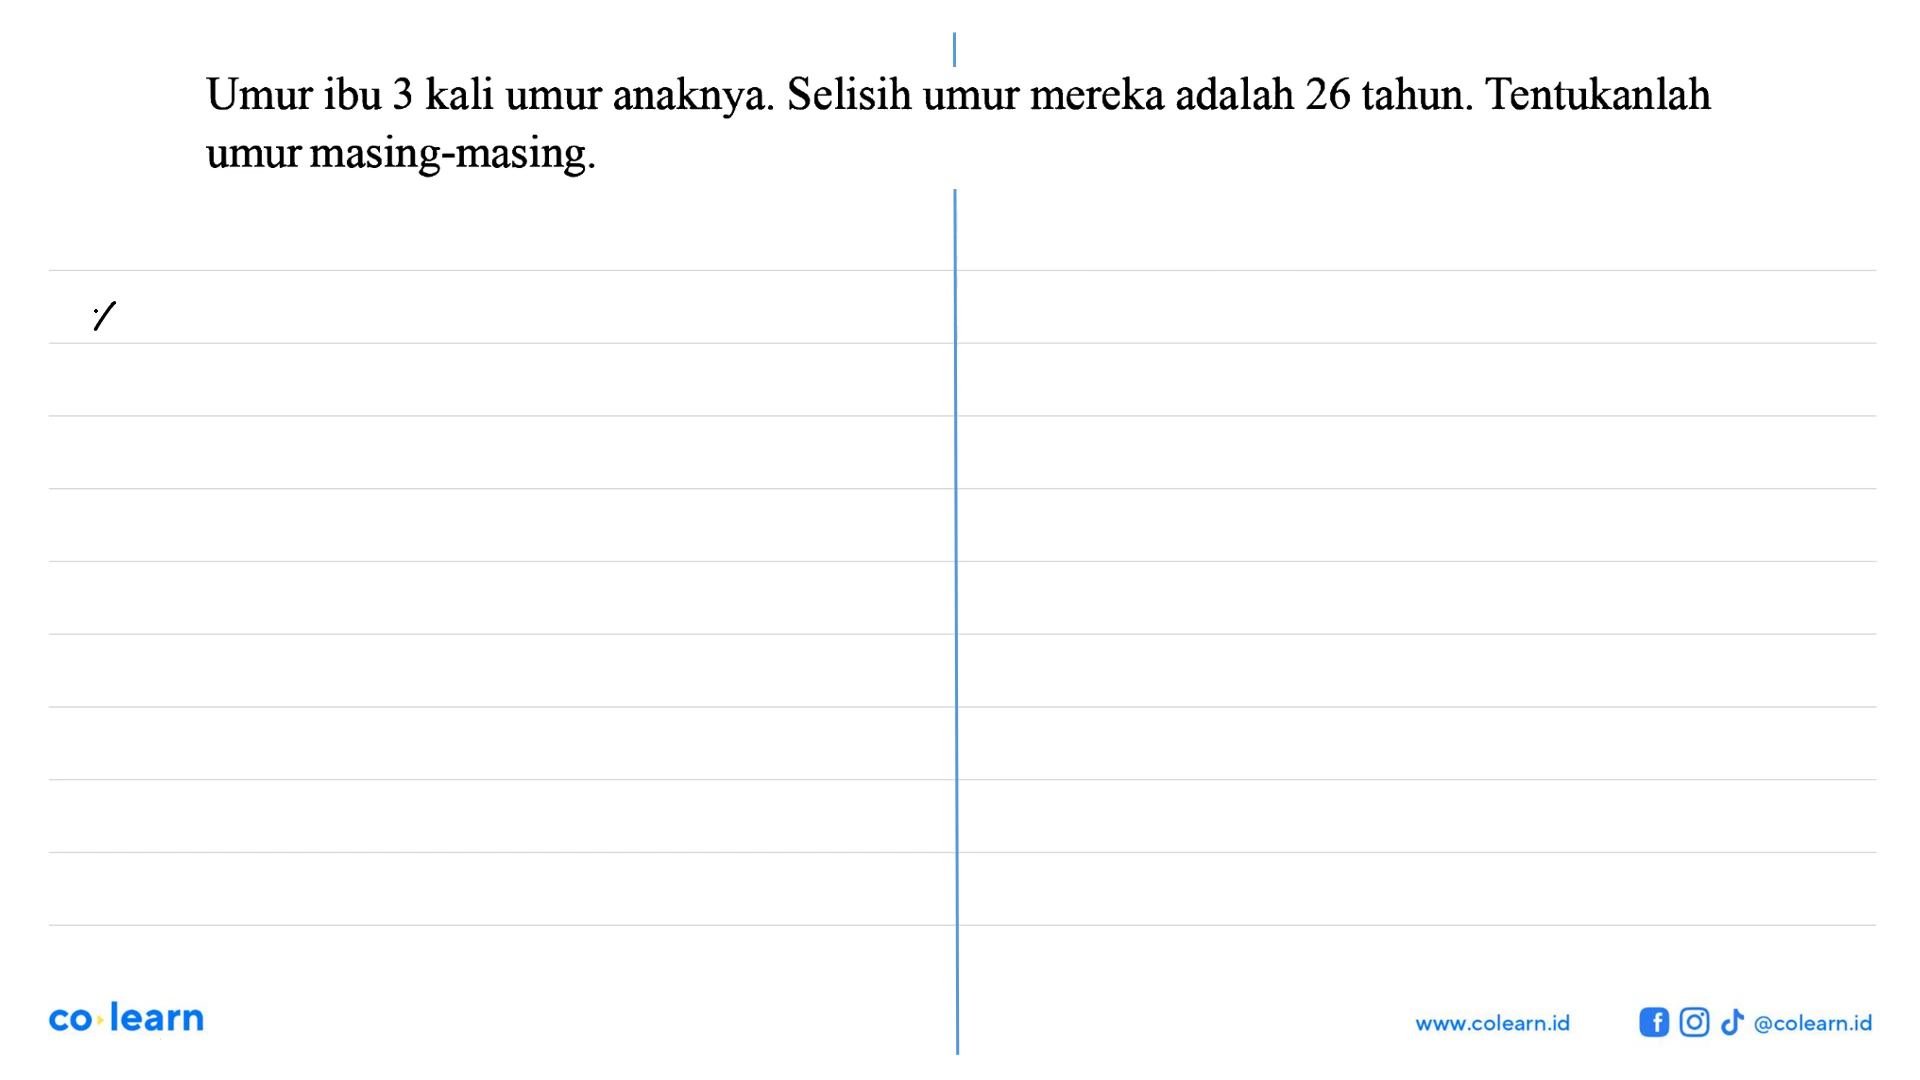 Umur ibu 3 kali umur anaknya. Selisih umur mereka adalah 26 tahun. Tentukanlah
umur masing-masing.
co learn
www.colearn.id
@colearn.id